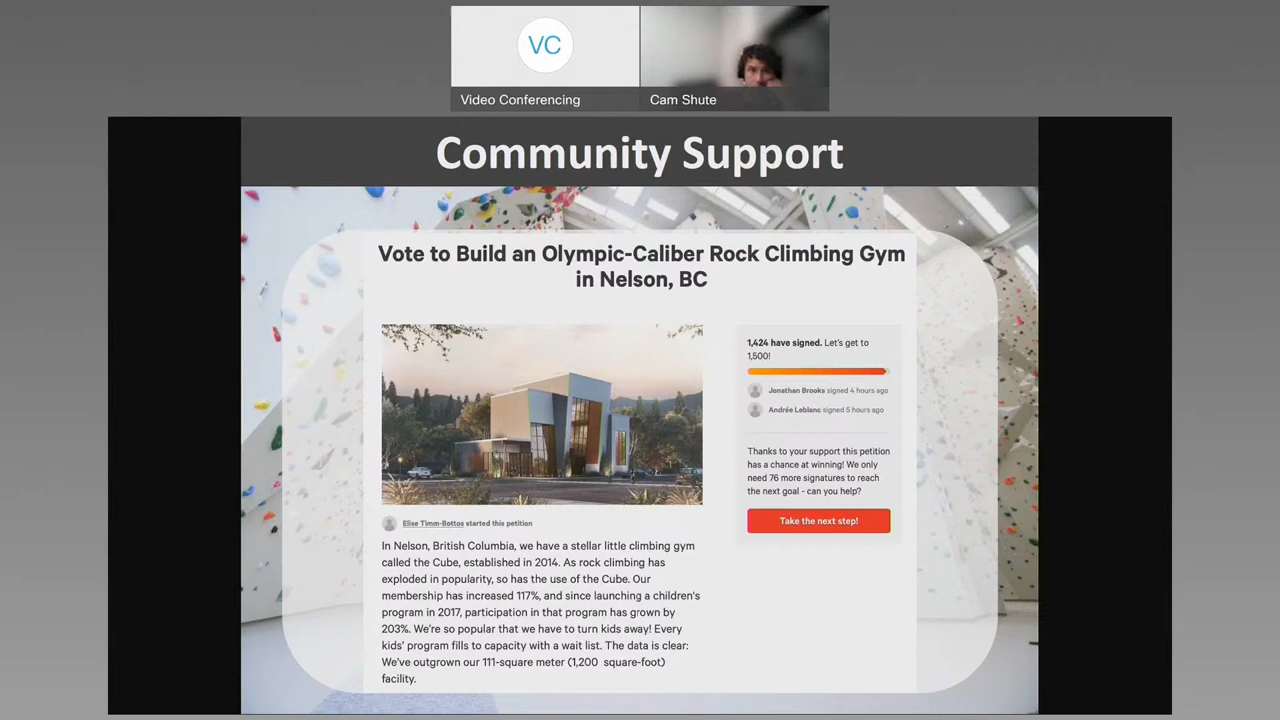 VC
Video Conferencing
Cam Shute
Community Support
Vote to Build an Olympic-Caliber Rock Climbing Gym
in Nelson, BC
1,424 have signed. Let's get to
1,500!
Jonathan Brooks signed 4 hours ago
Andrée Leblanc signed 5 hours ago
Thanks to your support this petition
has a chance at winning! We only
need 76 more signatures to reach
the next goal - can you help?
Take the next step!
Elise Timm-Bottos started this petition
In Nelson, British Columbia, we have a stellar little climbing gym
called the Cube, established in 2014. As rock climbing has
exploded in popularity, so has the use of the Cube. Our
membership has increased 117%, and since launching a children's
program in 2017, participation in that program has grown by
203%. We're so popular that we have to turn kids away! Every
kids' program fills to capacity with a wait list. The data is clear:
We've outgrown our 111-square meter (1,200 square-foot)
facility.